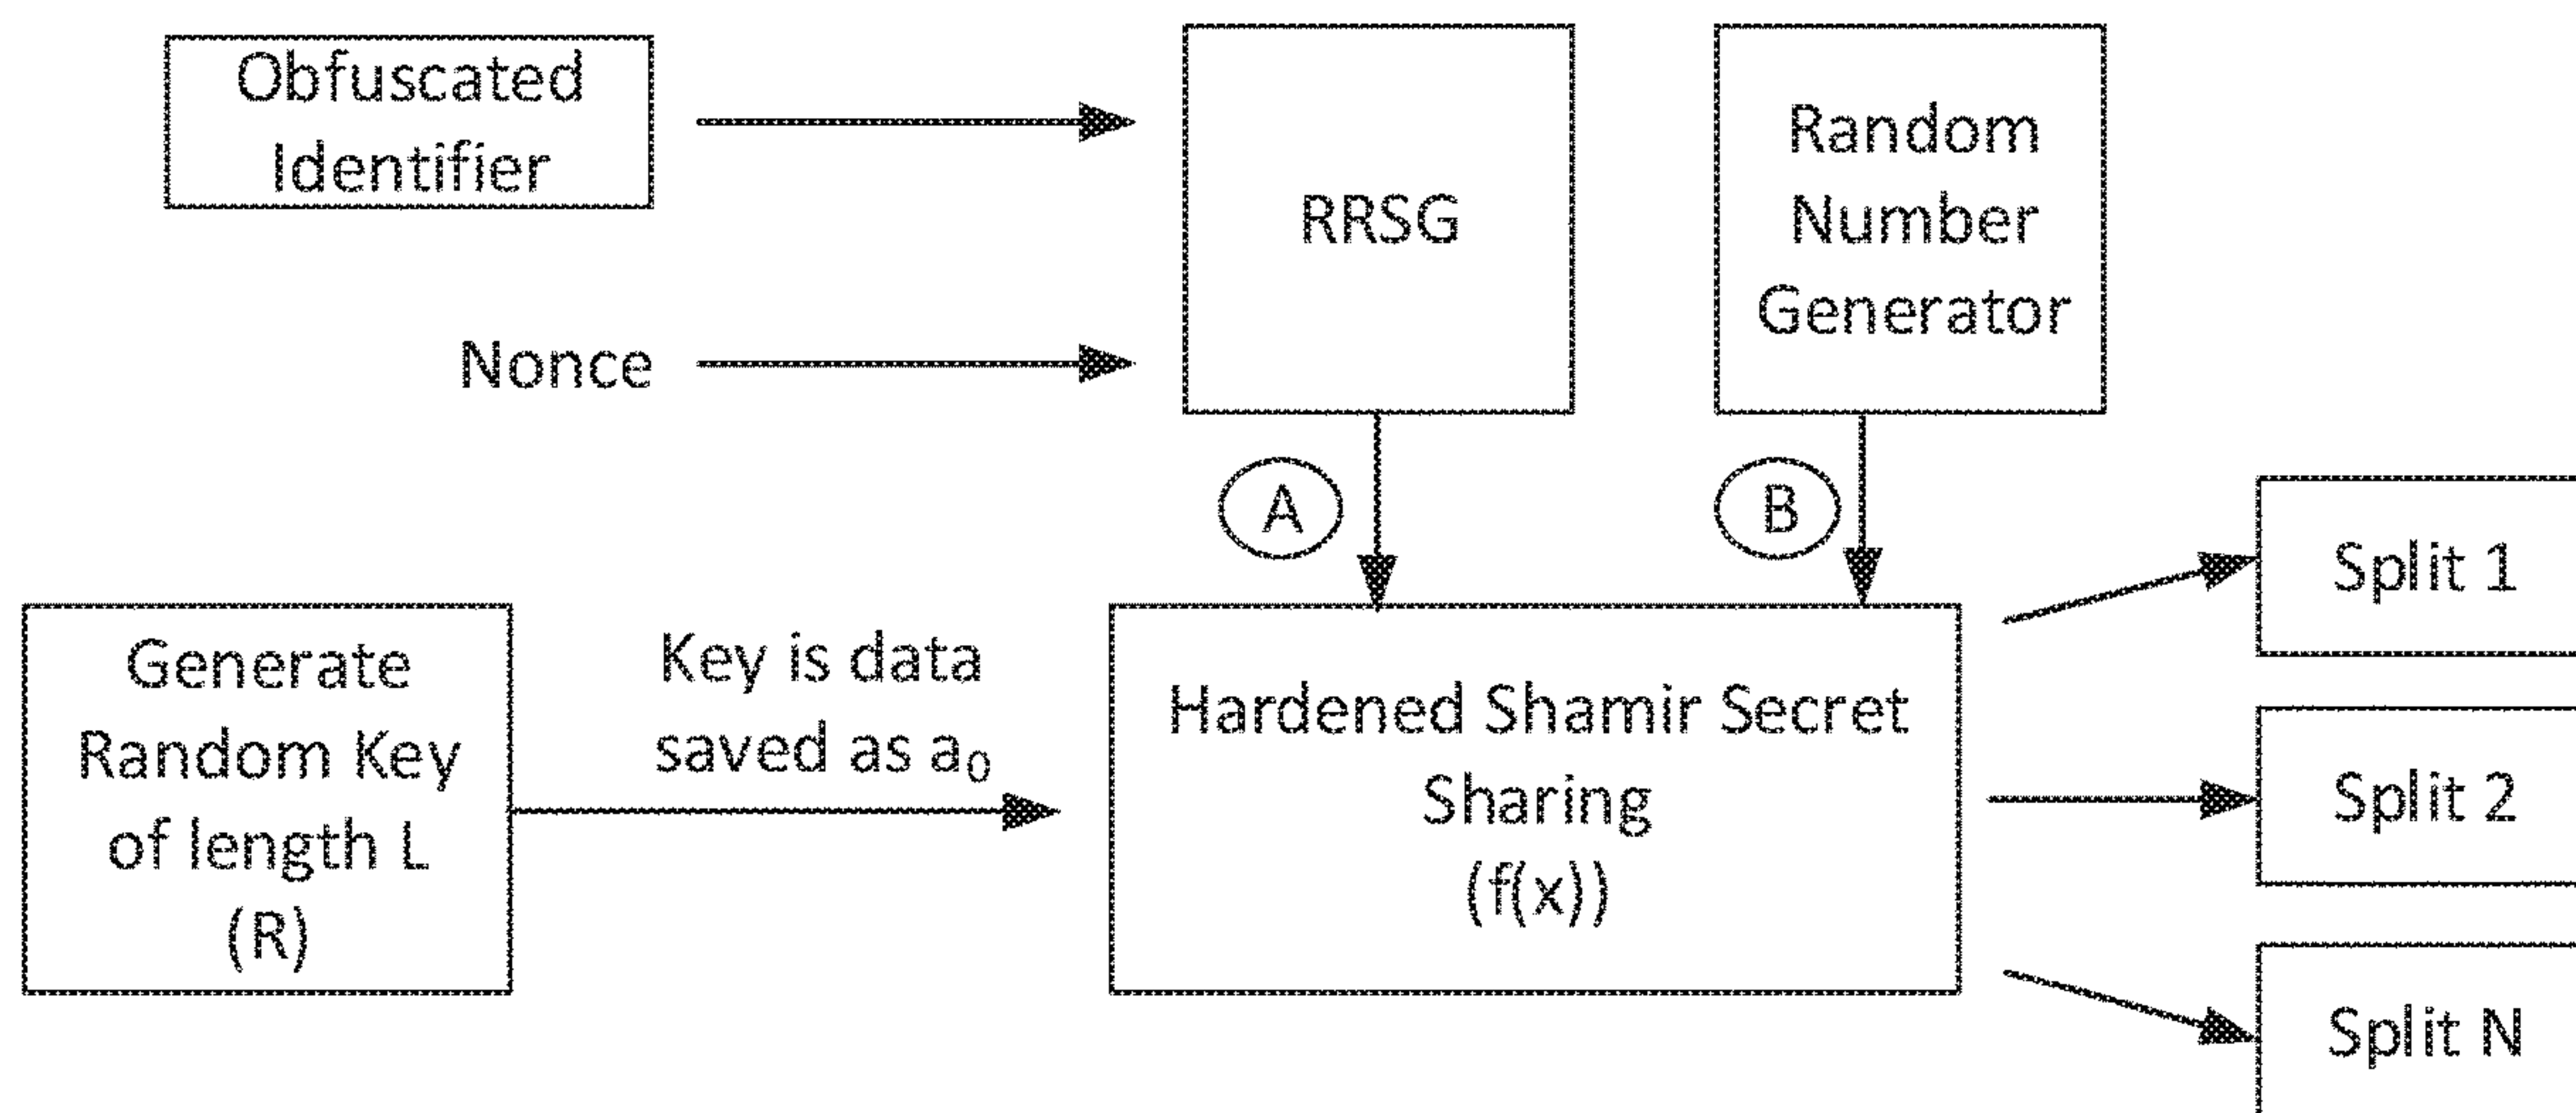 Obfuscated
Identifier
Nonce
RRSG
Random
Number
Generator
A
B
Generate
Random Key
of length L
(R)
Key is data
saved as a₀
Hardened Shamir Secret
Sharing
(f(x))
Split 1
Split 2
Split N